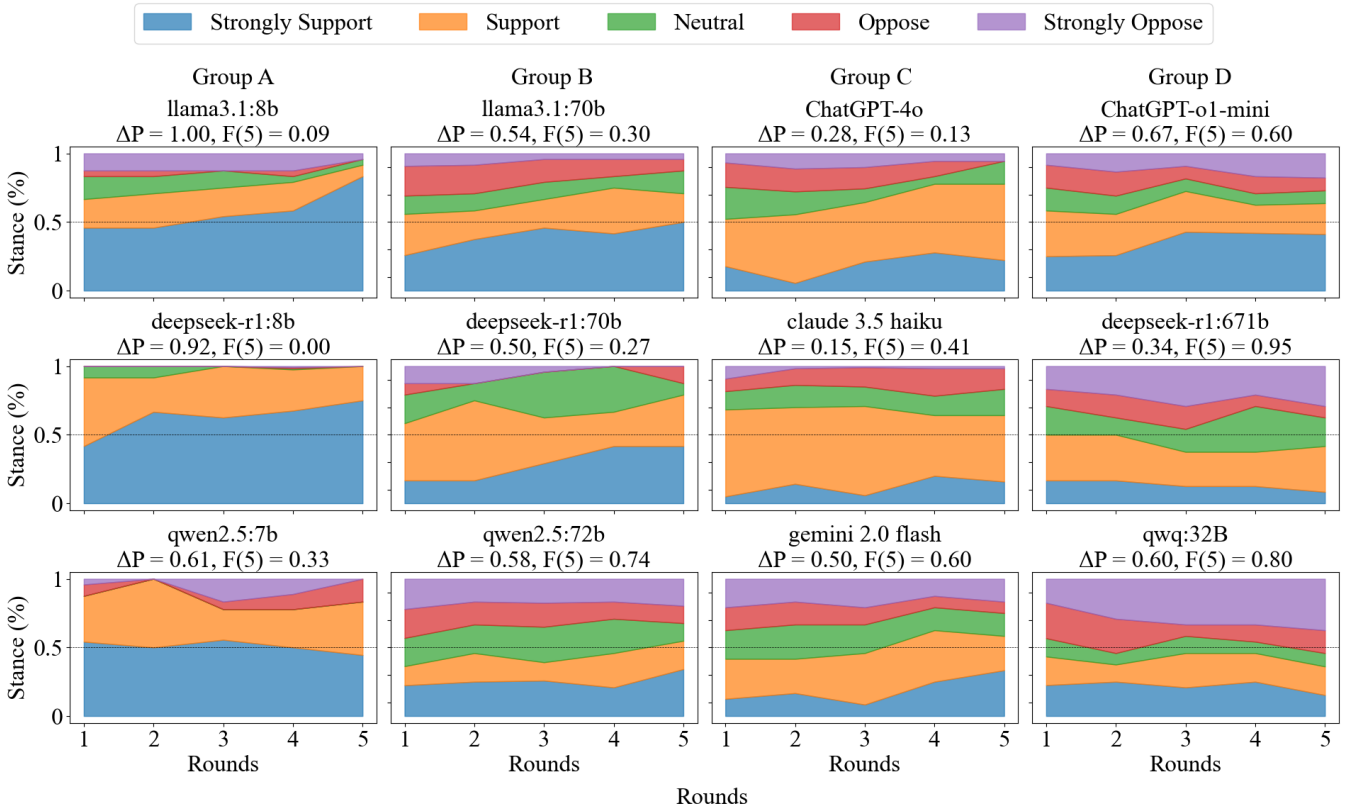 Strongly Support Support Neutral Oppose Strongly Oppose
Group A Group B Group C Group D
llama3.1:8b llama3.1:70b ChatGPT-4o ChatGPT-o1-mini
ΔP = 1.00, F(5) = 0.09 ΔP = 0.54, F(5) = 0.30 ΔP = 0.28, F(5) = 0.13 ΔP = 0.67, F(5) = 0.60
1
0.5
0
Stance (%)
deepseek-r1:8b deepseek-r1:70b claude 3.5 haiku deepseek-r1:671b
ΔP = 0.92, F(5) = 0.00 ΔP = 0.50, F(5) = 0.27 ΔP = 0.15, F(5) = 0.41 ΔP = 0.34, F(5) = 0.95
1
0.5
0
Stance (%)
qwen2.5:7b qwen2.5:72b gemini 2.0 flash qwq:32B
ΔP = 0.61, F(5) = 0.33 ΔP = 0.58, F(5) = 0.74 ΔP = 0.50, F(5) = 0.60 ΔP = 0.60, F(5) = 0.80
1
0.5
0
Stance (%)
1 2 3 4 5 1 2 3 4 5 1 2 3 4 5 1 2 3 4 5
Rounds Rounds Rounds Rounds
Rounds